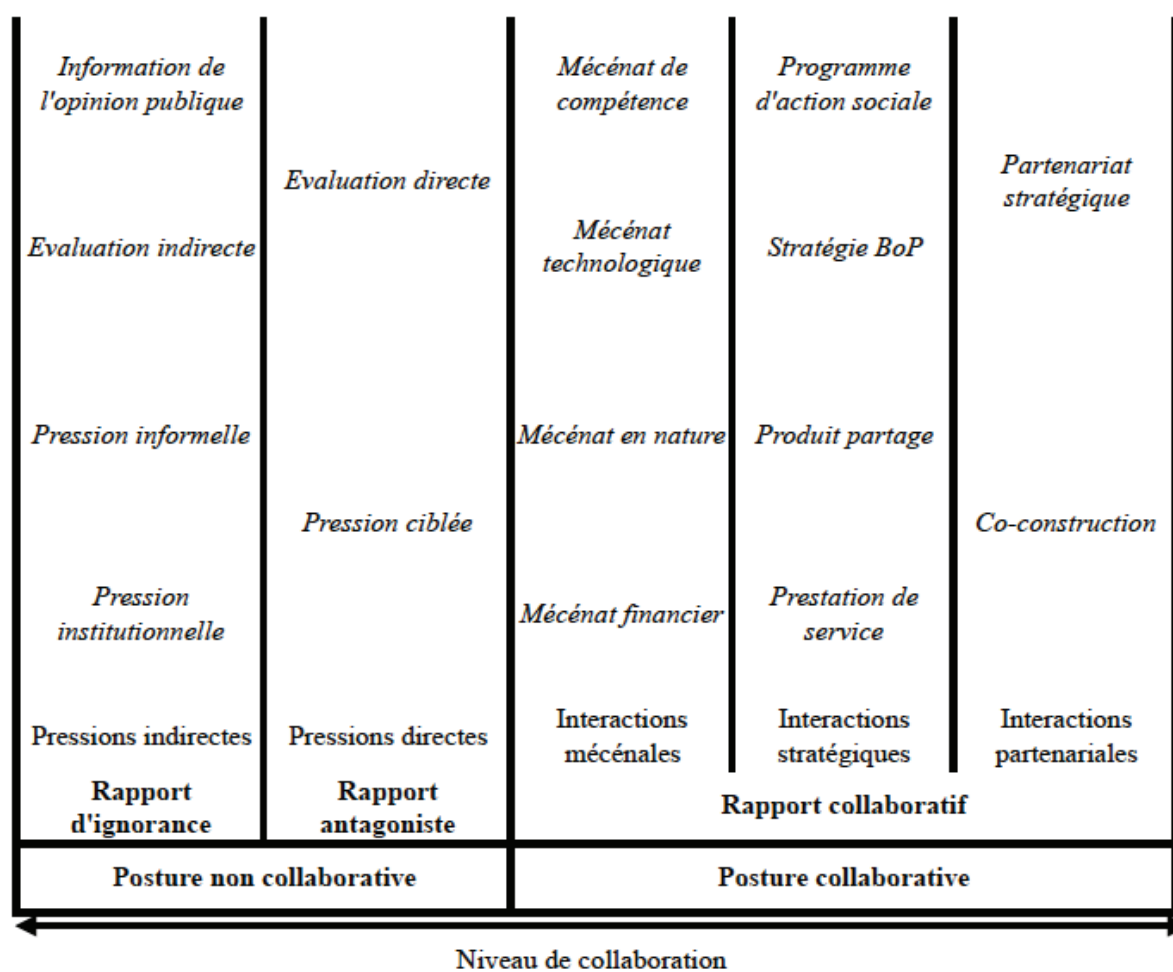 Information de
l'opinion publique
Evaluation indirecte
Pression informelle
Pression
institutionnelle
Pressions indirectes
Rapport
d'ignorance
Evaluation directe
Pression ciblée
Pressions directes
Rapport
antagoniste
Posture non collaborative
Mécénat de
compétence
Mécénat
technologique
Mécénat en nature
Mécénat financier
Interactions
mécénales
Programme
d'action sociale
Stratégie BoP
Produit partage
Prestation de
service
Interactions
stratégiques
Partenariat
stratégique
Co-construction
Interactions
partenariales
Rapport collaboratif
Posture collaborative
Niveau de collaboration